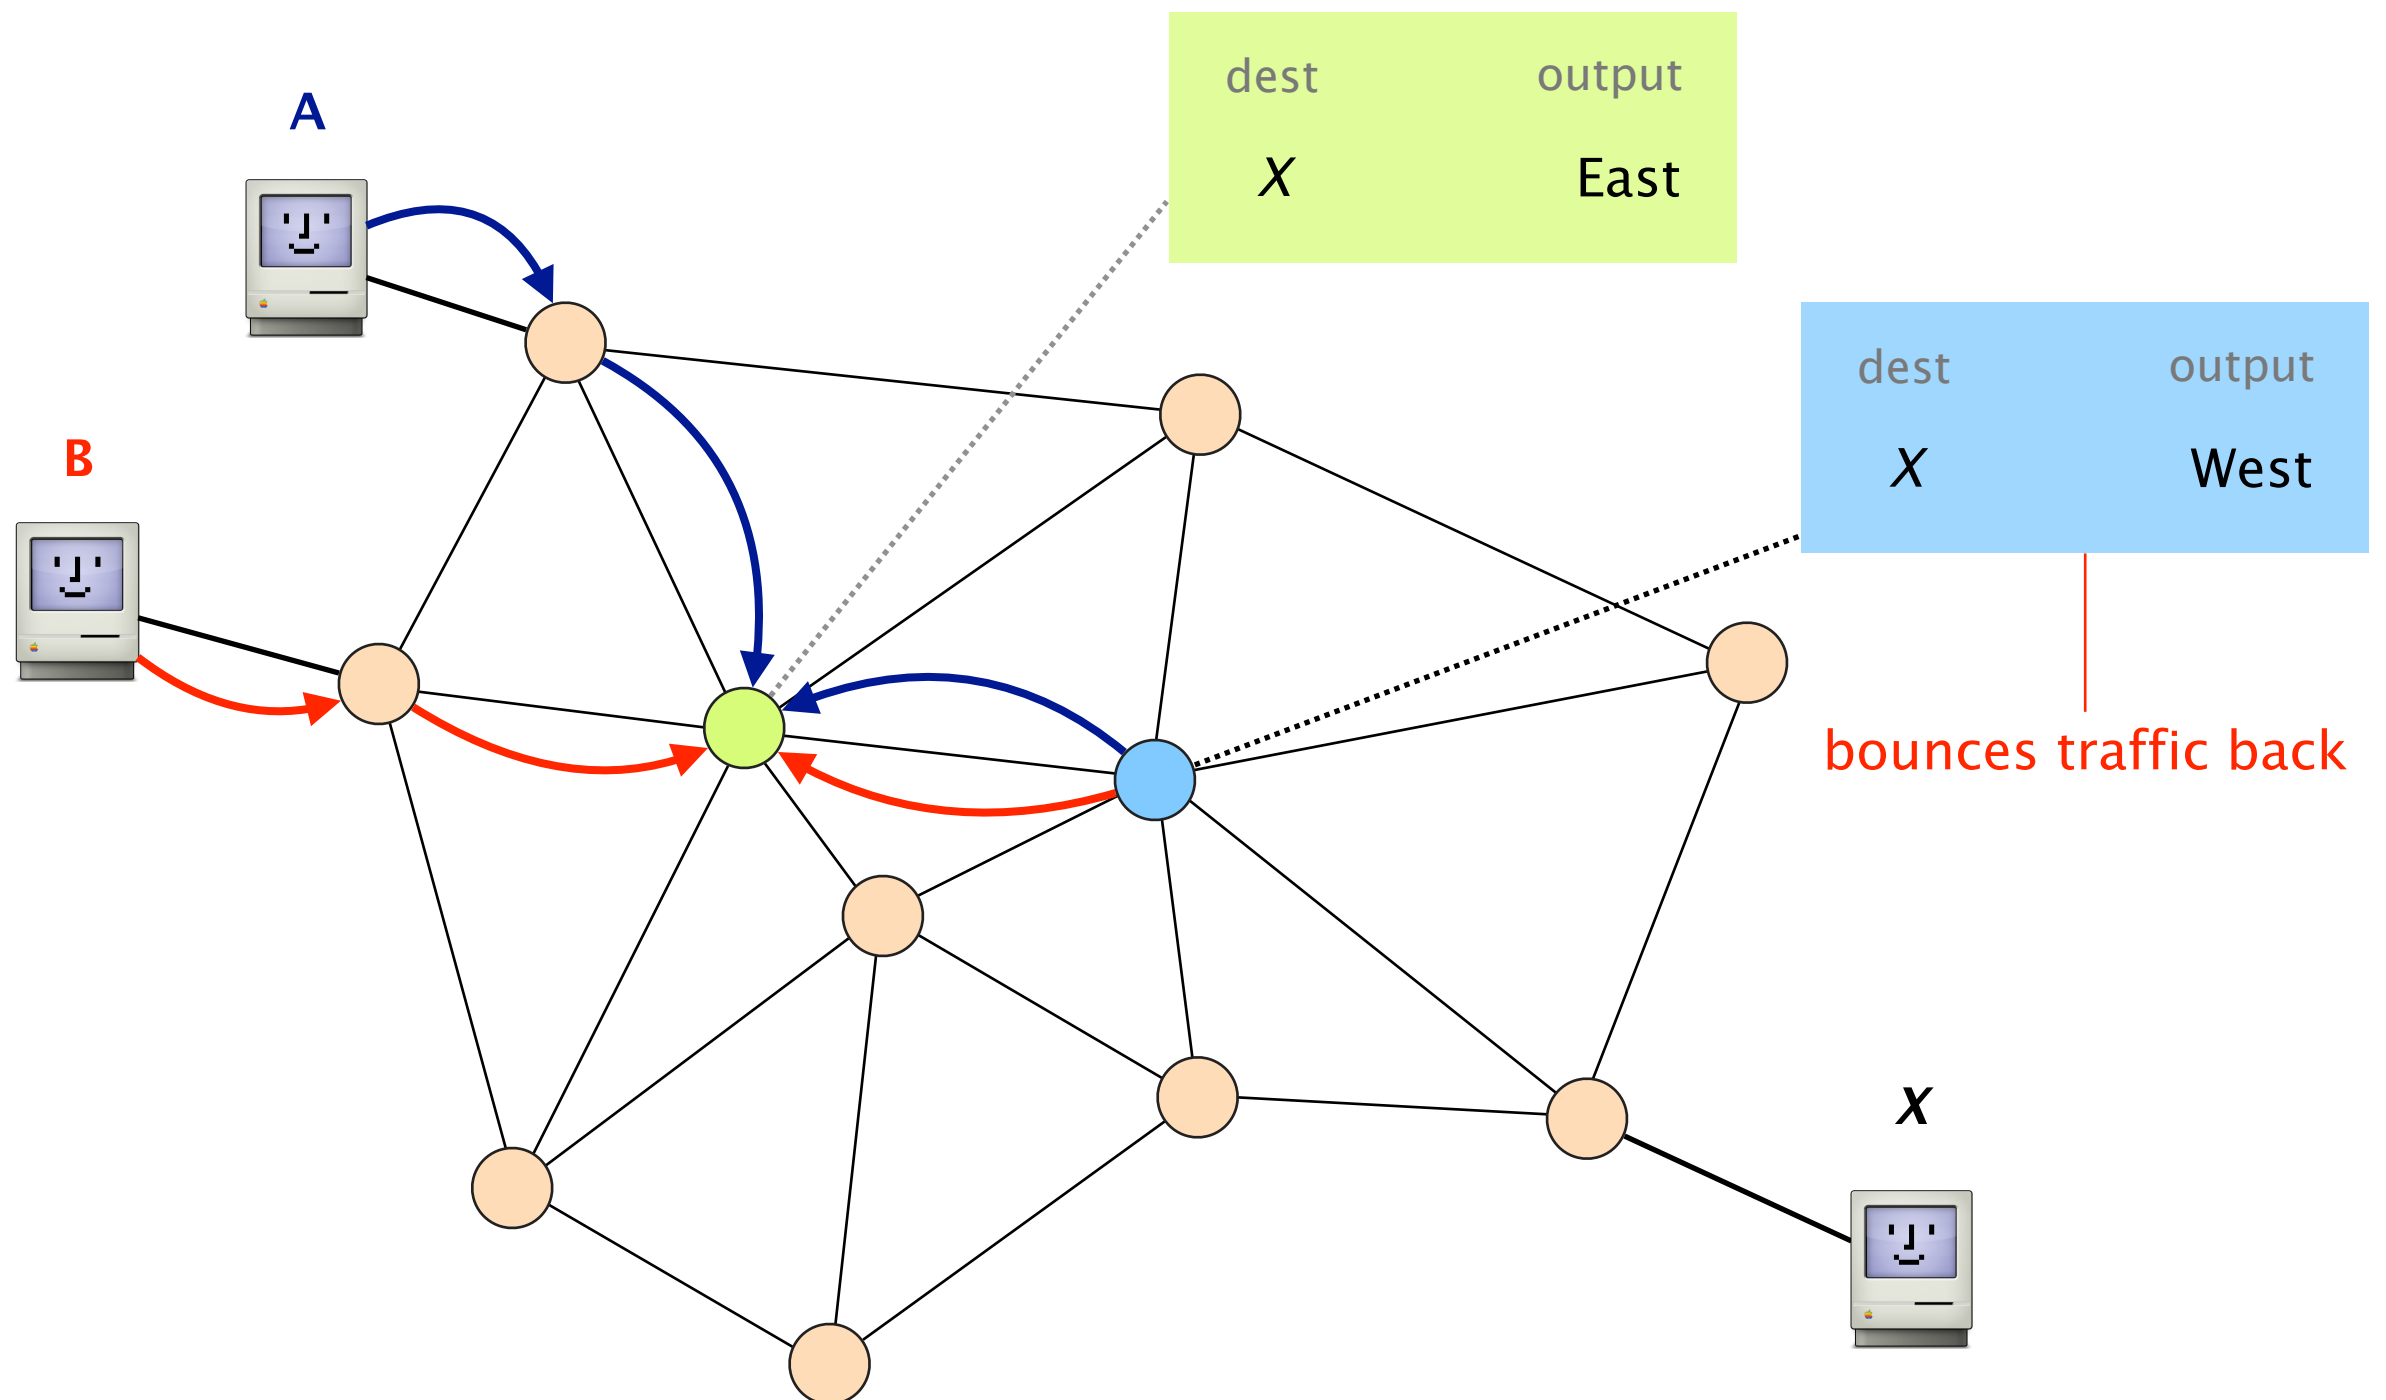 dest output
X East
A
dest output
X West
B
bounces traffic back
X